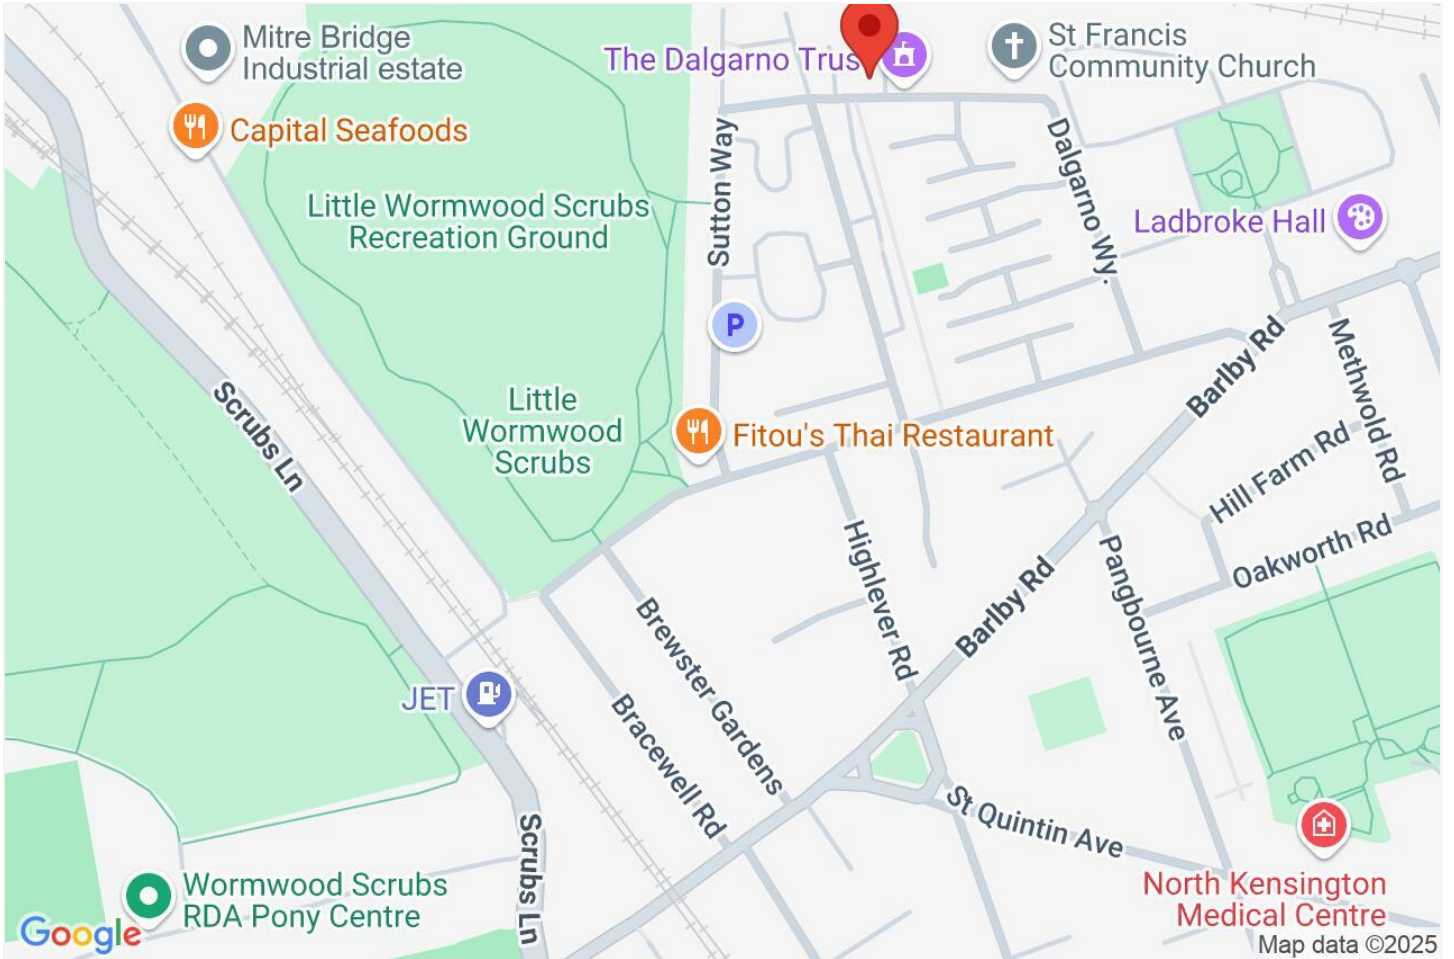 Mitre Bridge
Industrial estate
The Dalgarno Trus
St Francis
Community Church
Capital Seafoods
Sutton Way
Dalgarno Wy.
Little Wormwood Scrubs
Recreation Ground
Ladbroke Hall
P
Barlby Rd
Methwold Rd
Scrubs Ln
Little
Wormwood
Scrubs
Fitou's Thai Restaurant
Hill Farm Rd
Highlever Rd
Oakworth Rd
Pangbourne Ave
Barlby Rd
Brewster Gardens
JET
Bracewell Rd
St Quintin Ave
Scrubs Ln
Wormwood Scrubs
RDA Pony Centre
North Kensington
Medical Centre
Google
Map data ©2025